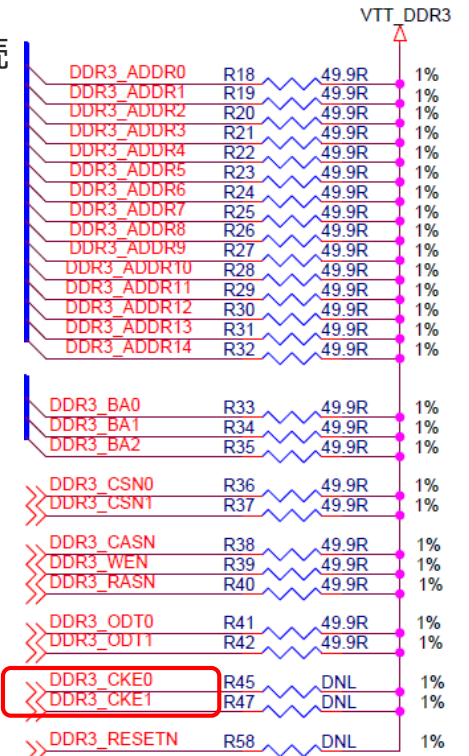 VTT_DDR3
DDR3_ADDR0 R18 49.9R 1%
DDR3_ADDR1 R19 49.9R 1%
DDR3_ADDR2 R20 49.9R 1%
DDR3_ADDR3 R21 49.9R 1%
DDR3_ADDR4 R22 49.9R 1%
DDR3_ADDR5 R23 49.9R 1%
DDR3_ADDR6 R24 49.9R 1%
DDR3_ADDR7 R25 49.9R 1%
DDR3_ADDR8 R26 49.9R 1%
DDR3_ADDR9 R27 49.9R 1%
DDR3_ADDR10 R28 49.9R 1%
DDR3_ADDR11 R29 49.9R 1%
DDR3_ADDR12 R30 49.9R 1%
DDR3_ADDR13 R31 49.9R 1%
DDR3_ADDR14 R32 49.9R 1%
DDR3_BA0 R33 49.9R 1%
DDR3_BA1 R34 49.9R 1%
DDR3_BA2 R35 49.9R 1%
DDR3_CSN0 R36 49.9R 1%
DDR3_CSN1 R37 49.9R 1%
DDR3_CASN R38 49.9R 1%
DDR3_WEN R39 49.9R 1%
DDR3_RASN R40 49.9R 1%
DDR3_ODT0 R41 49.9R 1%
DDR3_ODT1 R42 49.9R 1%
DDR3_CKE0 R45 DNL 1%
DDR3_CKE1 R47 DNL 1%
DDR3_RESETN R58 DNL 1%